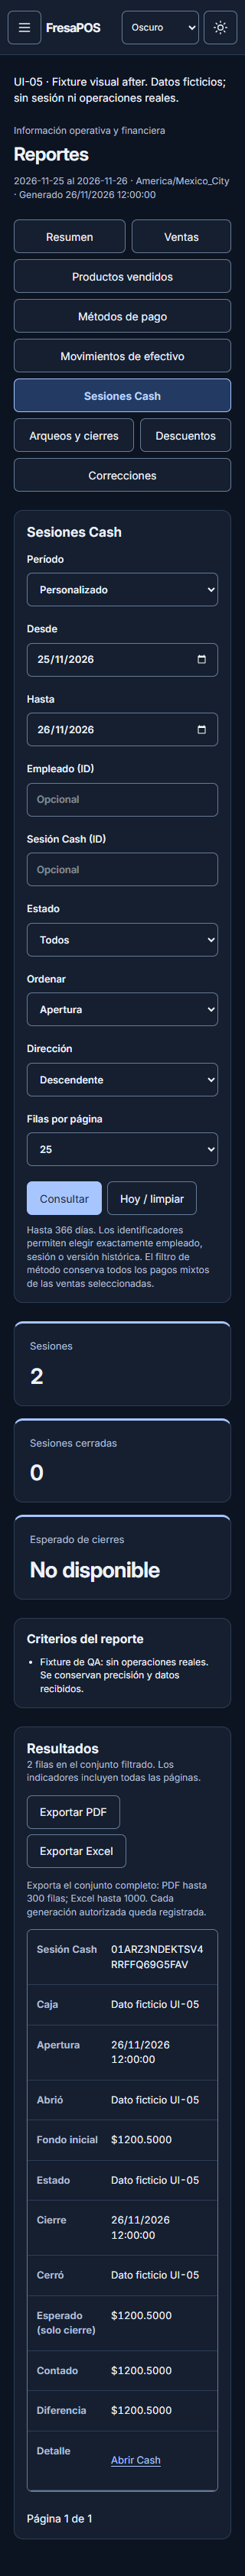 FresaPOS
Oscuro
UI-05 · Fixture visual after. Datos ficticios;
sin sesión ni operaciones reales.
Información operativa y financiera
Reportes
2026-11-25 al 2026-11-26 · America/Mexico_City
· Generado 26/11/2026 12:00:00
Resumen
Ventas
Productos vendidos
Métodos de pago
Movimientos de efectivo
Sesiones Cash
Arqueos y cierres
Descuentos
Correcciones
Sesiones Cash
Período
Personalizado
Desde
25/11/2026
Hasta
26/11/2026
Empleado (ID)
Opcional
Sesión Cash (ID)
Opcional
Estado
Todos
Ordenar
Apertura
Dirección
Descendente
Filas por página
25
Consultar
Hoy / limpiar
Hasta 366 días. Los identificadores
permiten elegir exactamente empleado,
sesión o versión histórica. El filtro de
método conserva todos los pagos mixtos
de las ventas seleccionadas.
Sesiones
2
Sesiones cerradas
0
Esperado de cierres
No disponible
Criterios del reporte
• Fixture de QA: sin operaciones reales.
Se conservan precisión y datos
recibidos.
Resultados
2 filas en el conjunto filtrado. Los
indicadores incluyen todas las páginas.
Exportar PDF
Exportar Excel
Exporta el conjunto completo: PDF hasta
300 filas; Excel hasta 1000. Cada
generación autorizada queda registrada.
Sesión Cash 01ARZ3NDEKTSV4
RRFFQ69G5FAV
Caja Dato ficticio UI-05
Apertura 26/11/2026
12:00:00
Abrió Dato ficticio UI-05
Fondo inicial $1200.5000
Estado Dato ficticio UI-05
Cierre 26/11/2026
12:00:00
Cerró Dato ficticio UI-05
Esperado $1200.5000
(solo cierre)
Contado $1200.5000
Diferencia $1200.5000
Detalle
Abrir Cash
Página 1 de 1